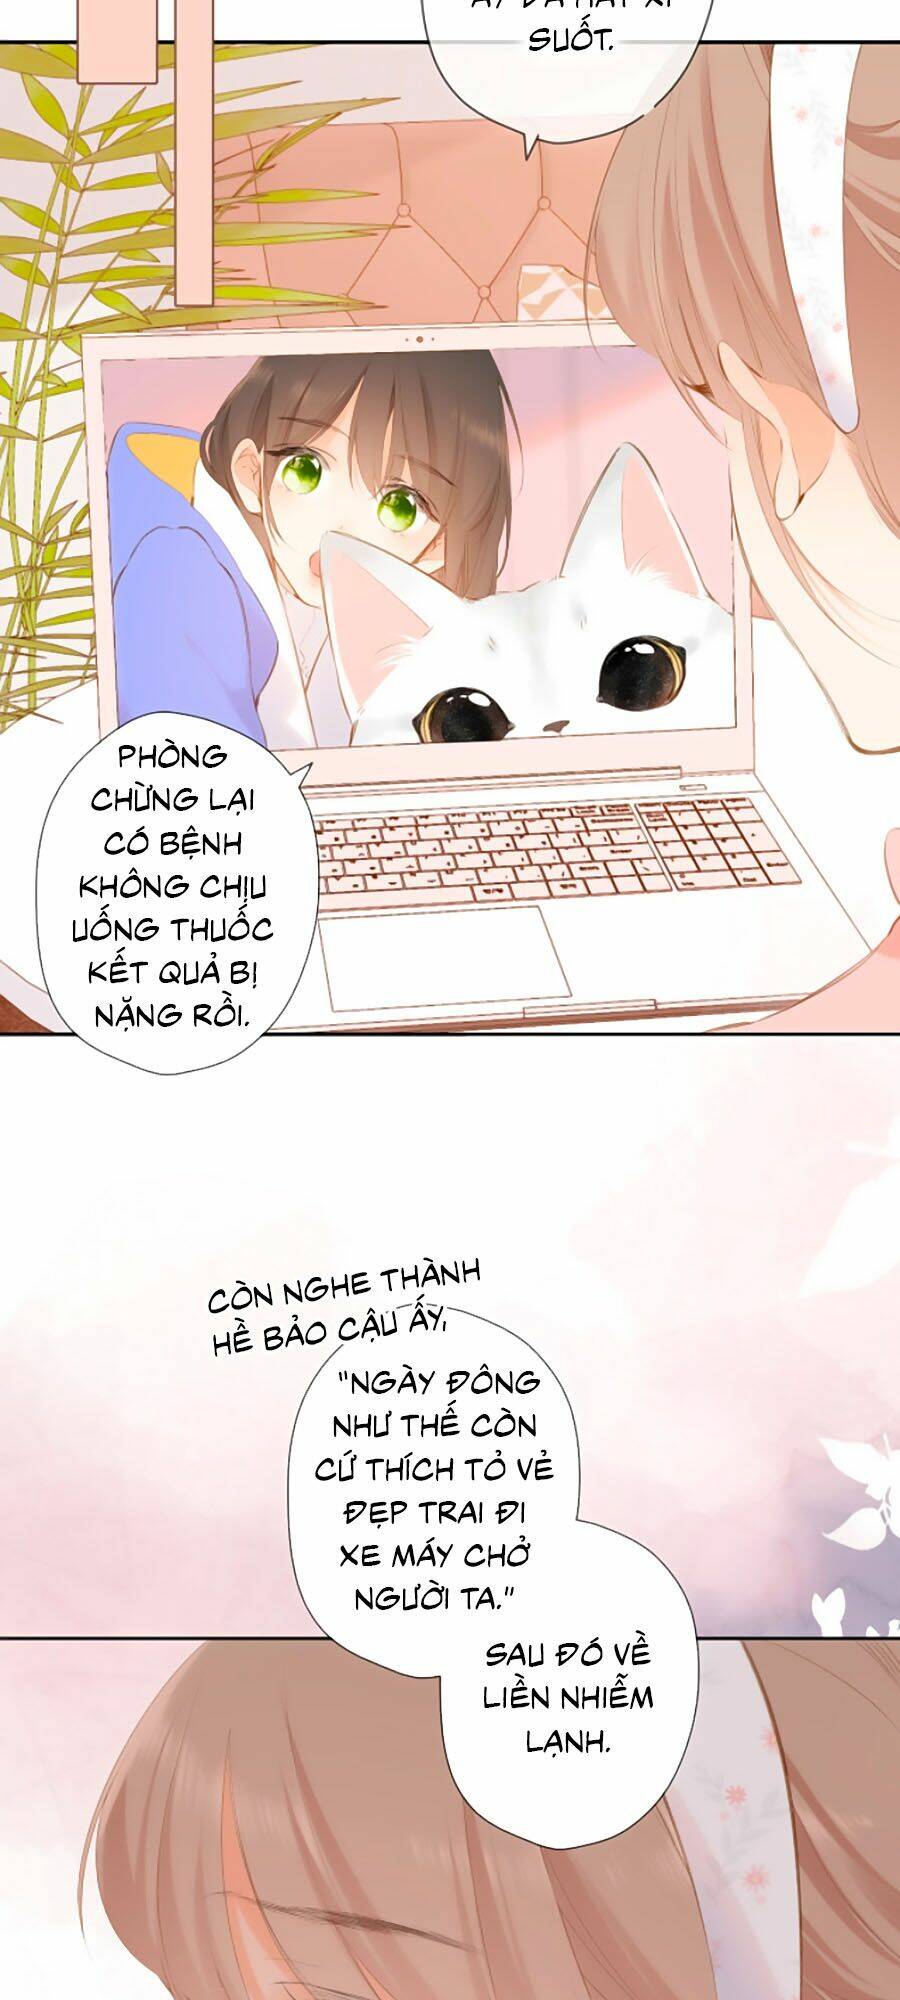 SUỐT.
PHÒNG
CHỪNG LẠI
CÓ BỆNH
KHÔNG CHỊU
UỐNG THUỐC
KẾT QUẢ BỊ
NẶNG RỒI.
CÒN NGHE THÀNH
HỀ BẢO CẬU ẤY,
"NGÀY ĐÔNG
NHƯ THẾ CÒN
CỨ THÍCH TỎ VẺ
ĐẸP TRAI ĐI
XE MÁY CHỞ
NGƯỜI TA."
SAU ĐÓ VỀ
LIỀN NHIỄM
LẠNH.